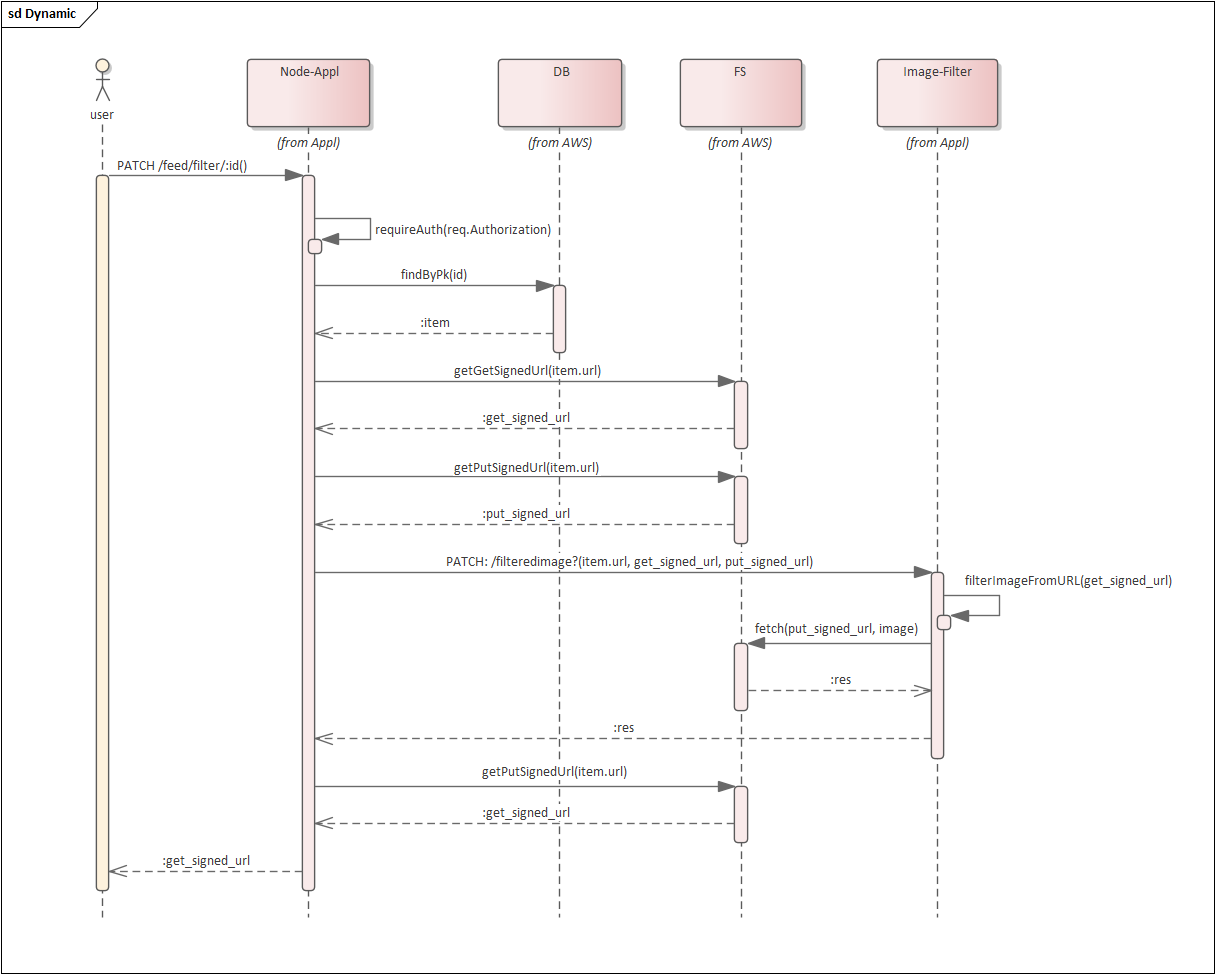 sd Dynamic
user
Node-Appl
DB
FS
Image-Filter
(from Appl)
(from AWS)
(from AWS)
(from Appl)
PATCH /feed/filter/:id()
requireAuth(req.Authorization)
findByPk(id)
:item
getGetSignedUrl(item.url)
:get_signed_url
getPutSignedUrl(item.url)
:put_signed_url
PATCH: /filteredimage?(item.url, get_signed_url, put_signed_url)
filterImageFromURL(get_signed_url)
fetch(put_signed_url, image)
:res
:res
getPutSignedUrl(item.url)
:get_signed_url
:get_signed_url